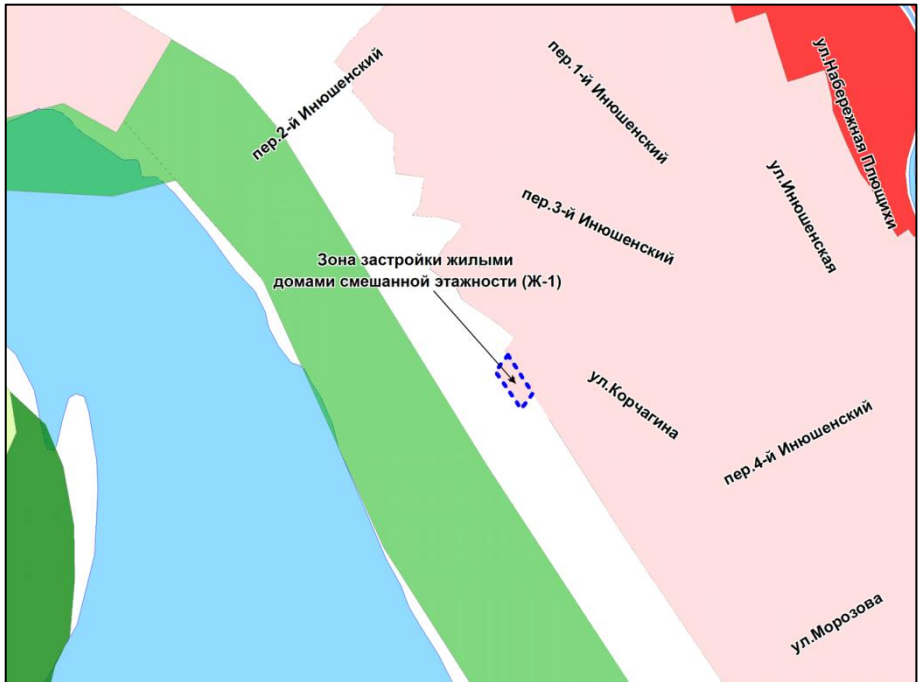 пер.2-й Инюшенский
пер.1-й Инюшенский
ул.Набережная Плющихи
ул.Инюшенская
пер.3-й Инюшенский
Зона застройки жилыми
домами смешанной этажности (Ж-1)
ул.Корчагина
пер.4-й Инюшенский
ул.Морозова